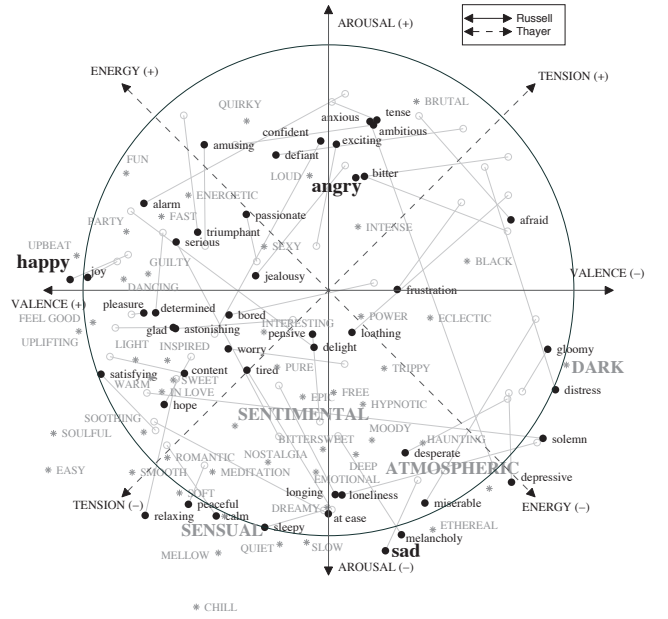 AROUSAL (+)
Russell
Thayer
ENERGY (+)
TENSION (+)
QUIRKY
BRUTAL
anxious
tense
ambitious
confident
exciting
amusing
defiant
FUN
LOUD
bitter
angry
ENERGETIC
alarm
FAST
passionate
afraid
PARTY
triumphant
INTENSE
serious
UPBEAT
SEXY
happy
GUILTY
BLACK
joy
jealousy
VALENCE (–)
DANCING
frustration
VALENCE (+)
pleasure
determined
FEEL GOOD
bored
POWER
ECLECTIC
INTERESTING
glad
astonishing
pensive
loathing
UPLIFTING
LIGHT
INSPIRED
worry
delight
gloomy
PURE
TRIPPY
DARK
satisfying
content
tired
WARM
SWEET
IN LOVE
EPIC
FREE
distress
hope
HYPNOTIC
SENTIMENTAL
SOOTHING
MOODY
SOULFUL
BITTERSWEET
HAUNTING
solemn
NOSTALGIA
desperate
ROMANTIC
DEEP
ATMOSPHERIC
EASY
SMOOTH
MEDITATION
EMOTIONAL
depressive
SOFT
longing
loneliness
TENSION (–)
peaceful
DREAMY
miserable
ENERGY (–)
relaxing
calm
at ease
SENSUAL
sleepy
ETHEREAL
melancholy
QUIET
SLOW
sad
MELLOW
AROUSAL (–)
CHILL